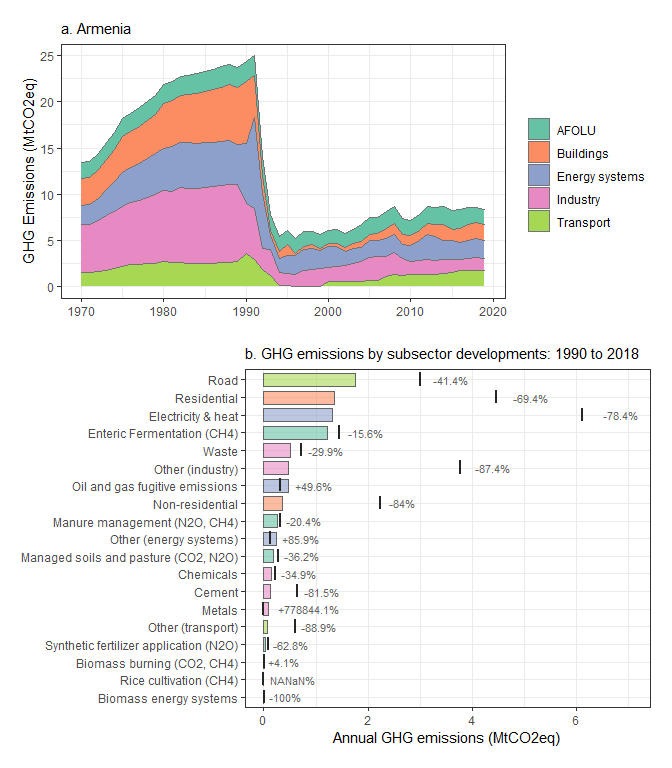 a. Armenia
GHG Emissions (MtCO2eq)
25
20
15
10
5
0
1970
1980
1990
2000
2010
2020
AFOLU
Buildings
Energy systems
Industry
Transport
b. GHG emissions by subsector developments: 1990 to 2018
Road -41.4%
Residential -69.4%
Electricity & heat -78.4%
Enteric Fermentation (CH4) -15.6%
Waste -29.9%
Other (industry) -87.4%
Oil and gas fugitive emissions +49.6%
Non-residential -84%
Manure management (N2O, CH4) -20.4%
Other (energy systems) +85.9%
Managed soils and pasture (CO2, N2O) -36.2%
Chemicals -34.9%
Cement -81.5%
Metals +778844.1%
Other (transport) -88.9%
Synthetic fertilizer application (N2O) -62.8%
Biomass burning (CO2, CH4) +4.1%
Rice cultivation (CH4) NANaN%
Biomass energy systems -100%
0
2
4
6
Annual GHG emissions (MtCO2eq)